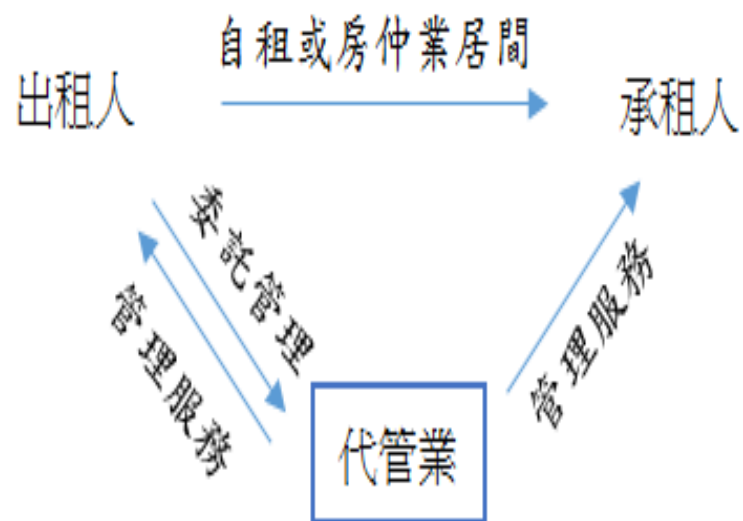 自租或房仲業居間
出租人
承租人
委託管理
管理服務
管理服務
代管業